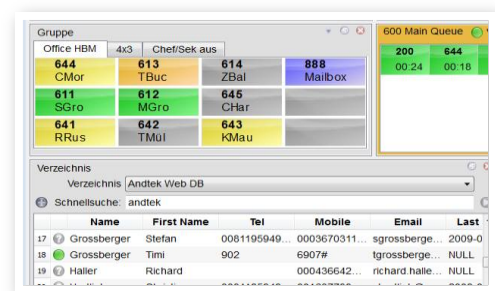 Gruppe
Office HBM 4x3 Chef/Sek aus
644 613 614 888
CMor TBuc ZBal Mailbox
611 612 645
SGro MGro CHar
641 642 643
RRus TMül KMau
600 Main Queue
200 644
00:24 00:18
Verzeichnis
Verzeichnis Andtek Web DB
Schnellsuche: andtek
Name First Name Tel Mobile Email Last
17 Grossberger Stefan 0081195949... 0003670311... sgrossberge... 2009-0
18 Grossberger Timi 902 6907# tgrossberge... NULL
19 Haller Richard 000436642... richard.halle... NULL